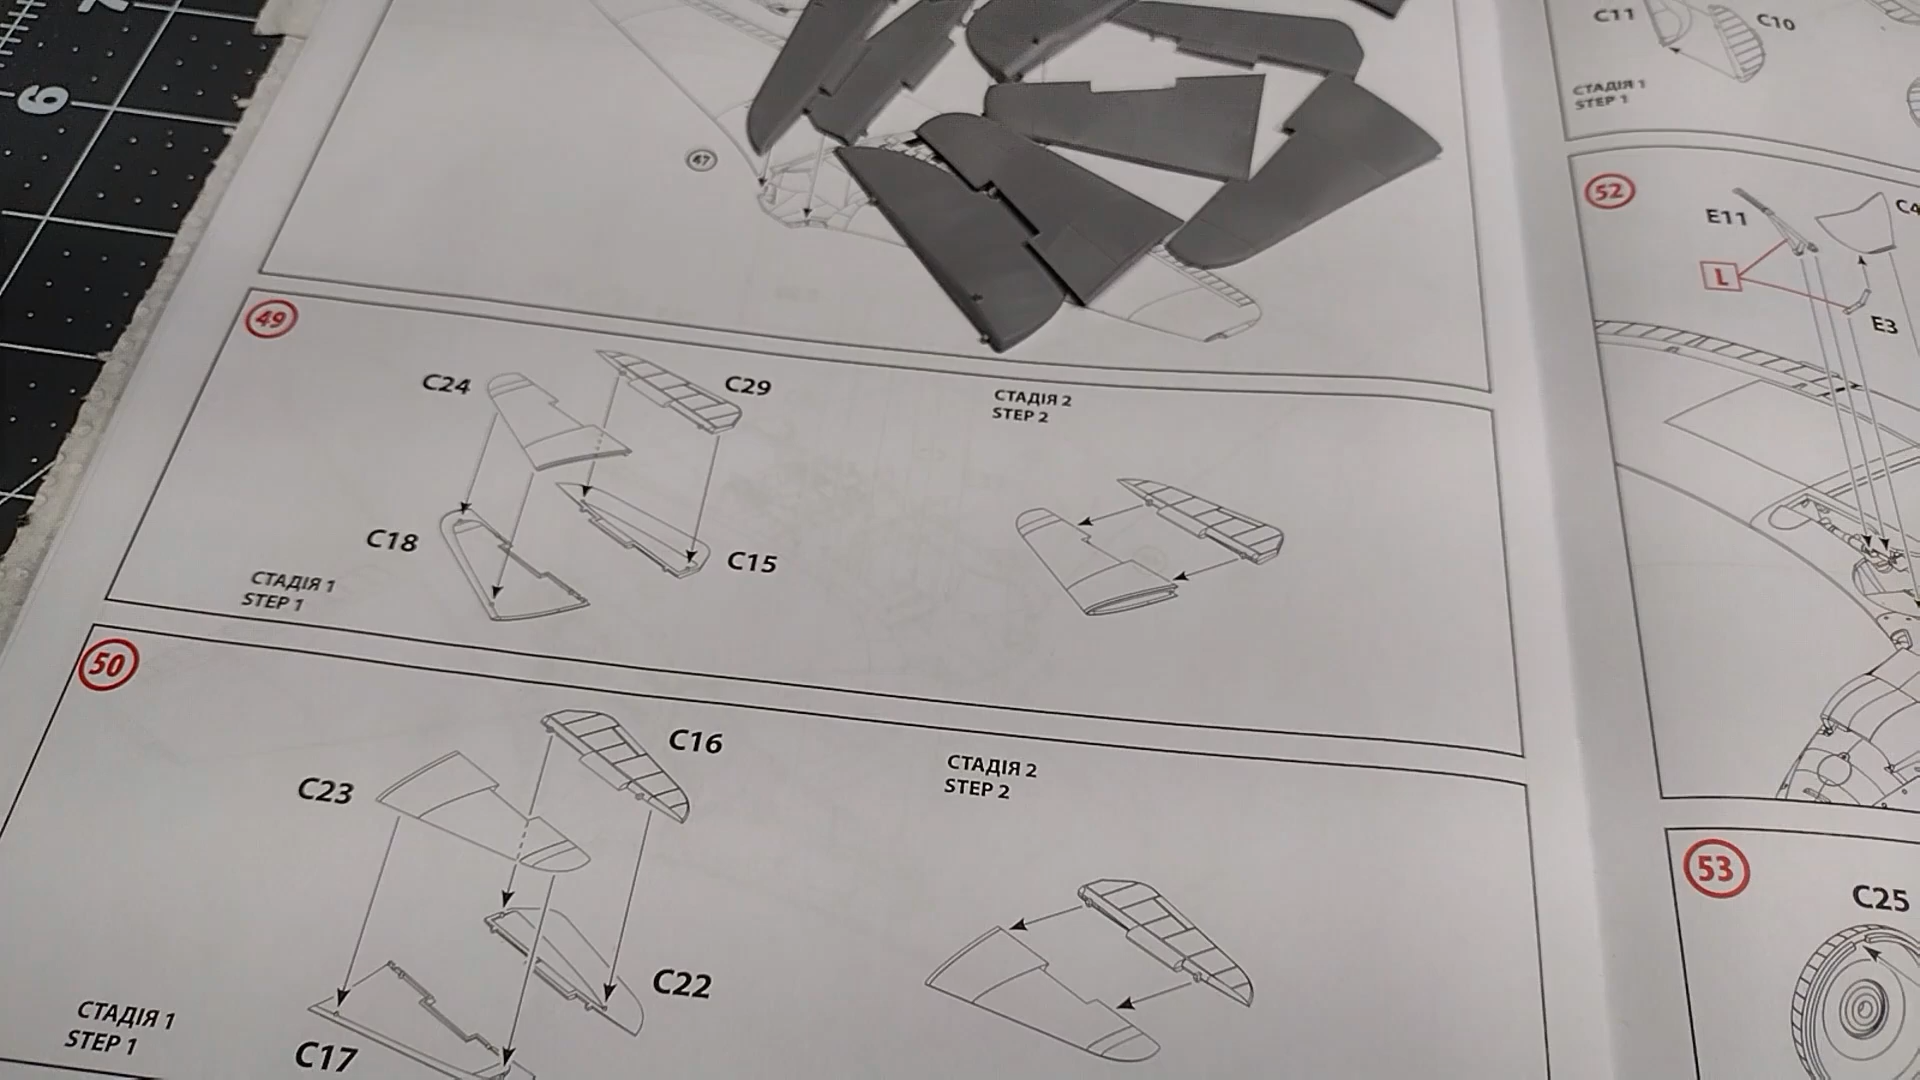 6
47
49
C24
C29
C18
C15
СТАДІЯ 1
STEP 1
СТАДІЯ 2
STEP 2
50
C16
C23
C22
C17
СТАДІЯ 1
STEP 1
СТАДІЯ 2
STEP 2
C11
C10
СТАДІЯ 1
STEP 1
52
E11
L
E3
53
C25